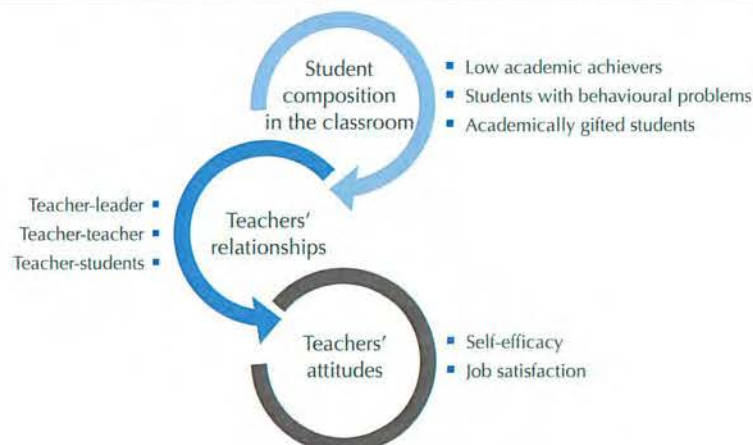 Student
composition
in the classroom
Low academic achievers
Students with behavioural problems
Academically gifted students
Teacher-leader
Teacher-teacher
Teacher-students
Teachers'
relationships
Teachers'
attitudes
Self-efficacy
Job satisfaction